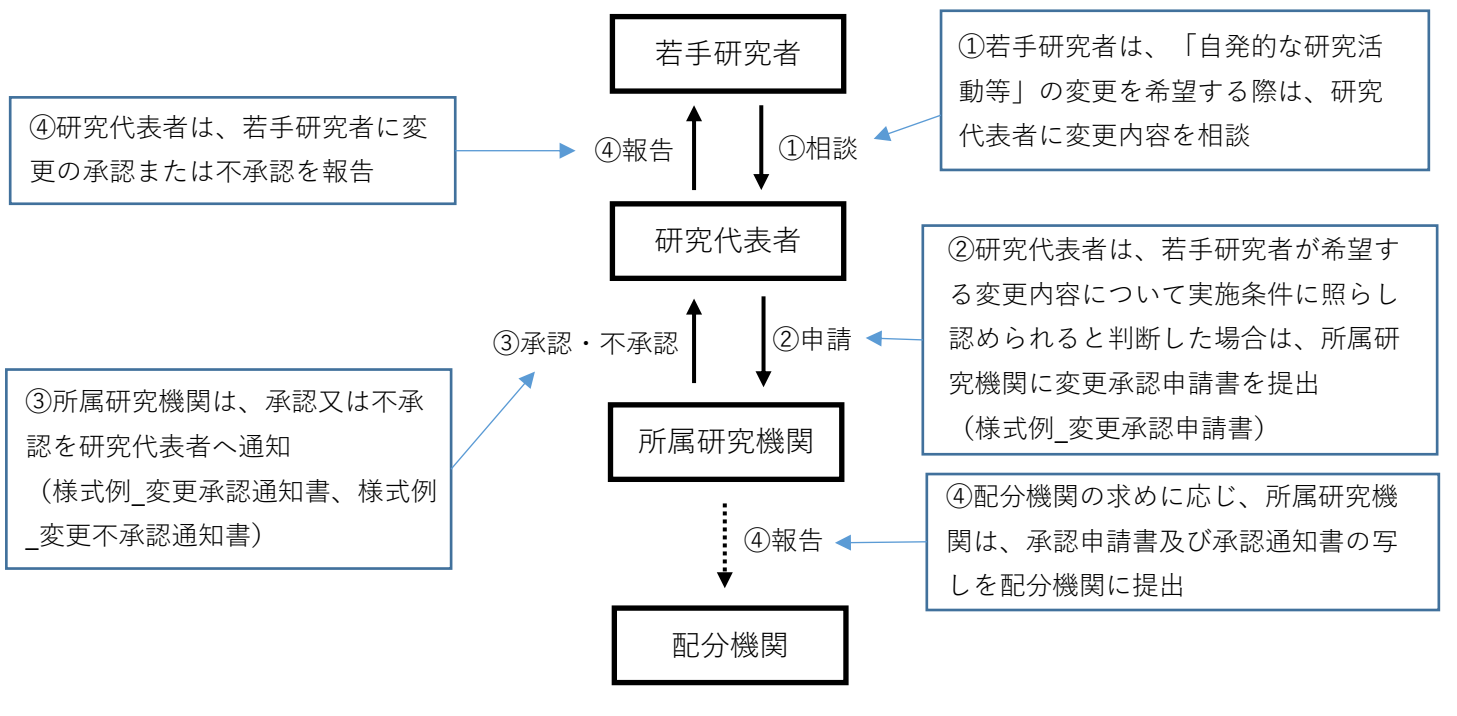 若手研究者
①若手研究者は、「自発的な研究活
動等」の変更を希望する際は、研究
代表者に変更内容を相談
④研究代表者は、若手研究者に変
更の承認または不承認を報告
④報告
①相談
研究代表者
②研究代表者は、若手研究者が希望す
る変更内容について実施条件に照らし
認められると判断した場合は、所属研
究機関に変更承認申請書を提出
（様式例_変更承認申請書）
③承認・不承認
②申請
③所属研究機関は、承認又は不承
認を研究代表者へ通知
（様式例_変更承認通知書、様式例
_変更不承認通知書）
所属研究機関
④配分機関の求めに応じ、所属研究機
関は、承認申請書及び承認通知書の写
しを配分機関に提出
④報告
配分機関